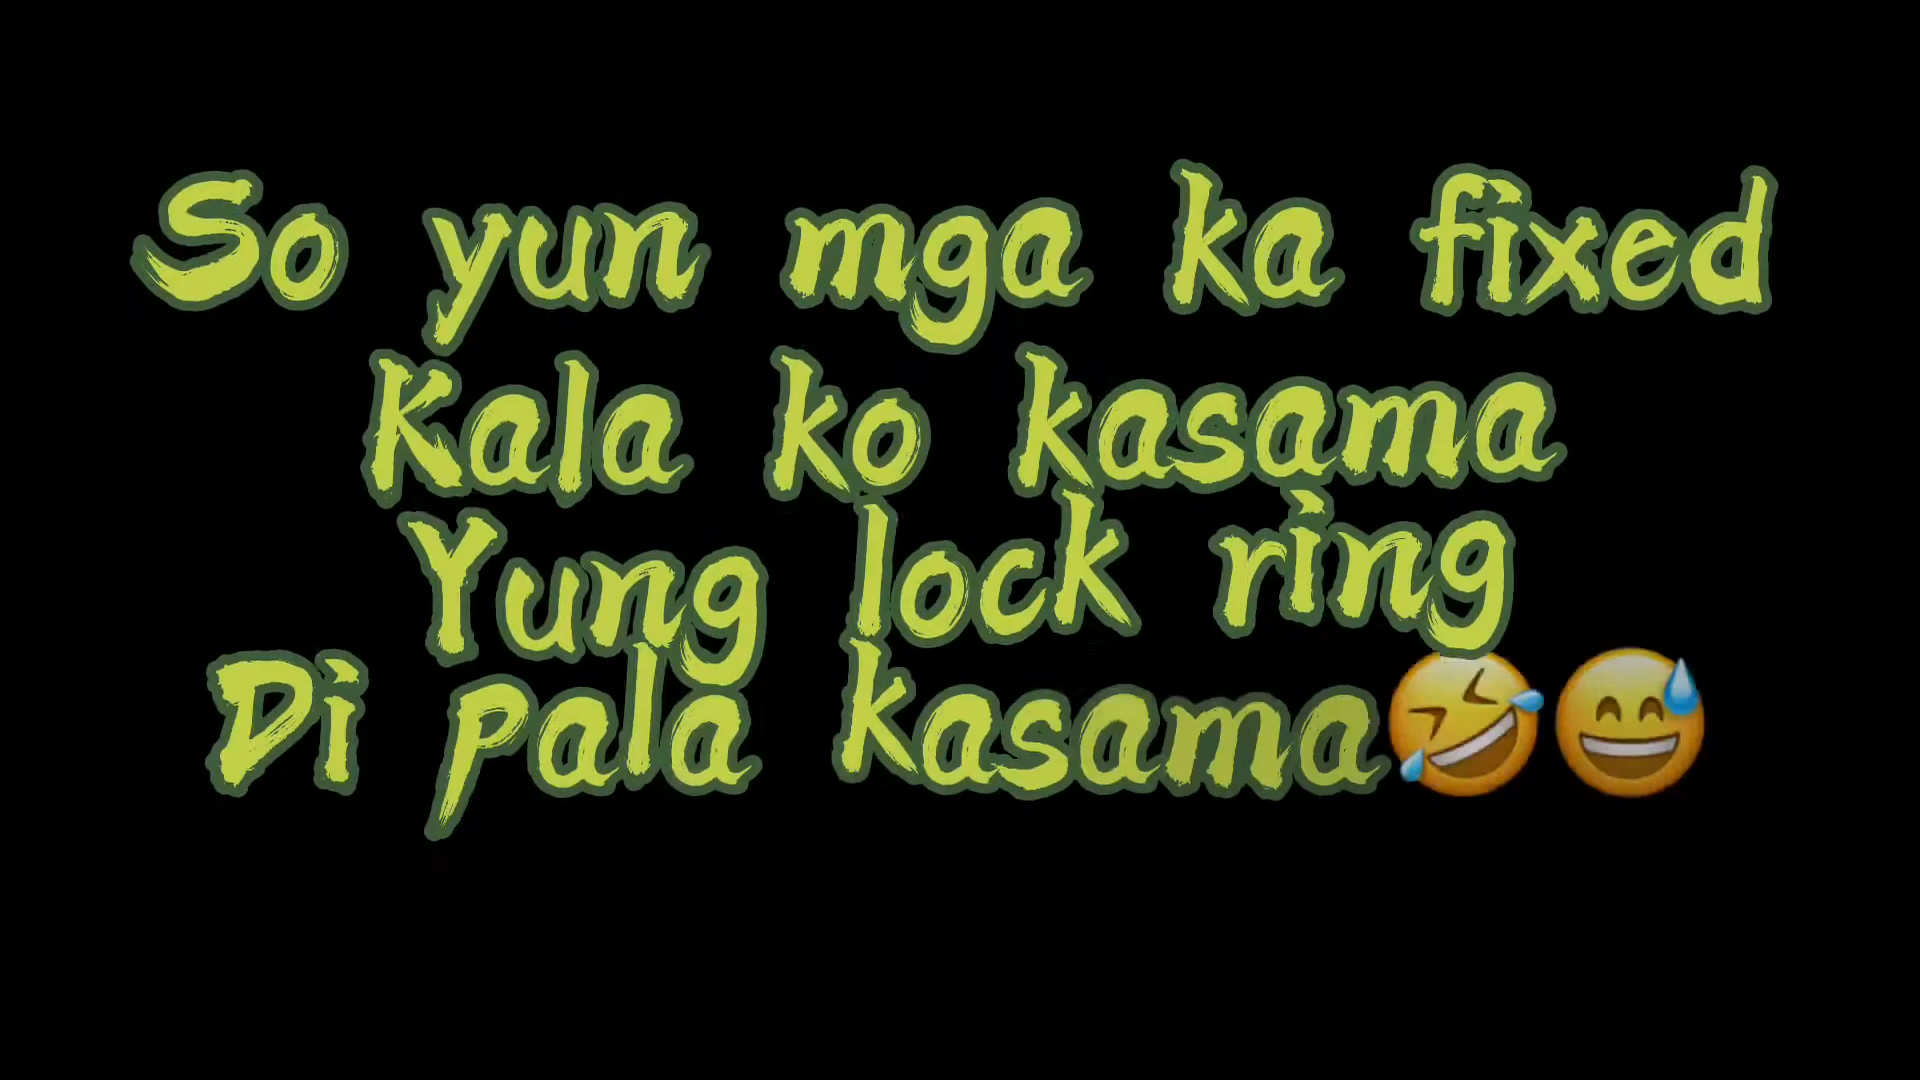 So yun mga ka fixed
Kala ko kasama
Yung lock ring
Di pala kasama🤣😅